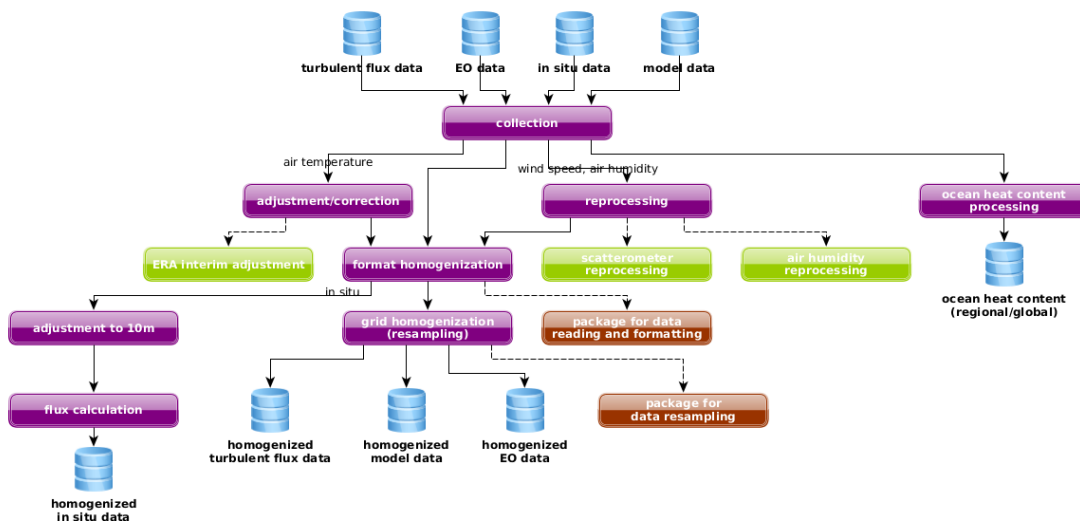 turbulent flux data
EO data
in situ data
model data
collection
air temperature
wind speed, air humidity
adjustment/correction
reprocessing
ocean heat content
processing
ERA interim adjustment
format homogenization
scatterometer
reprocessing
air humidity
reprocessing
in situ
ocean heat content
(regional/global)
adjustment to 10m
grid homogenization
(resampling)
package for data
reading and formatting
flux calculation
package for
data resampling
homogenized
turbulent flux data
homogenized
model data
homogenized
EO data
homogenized
in situ data